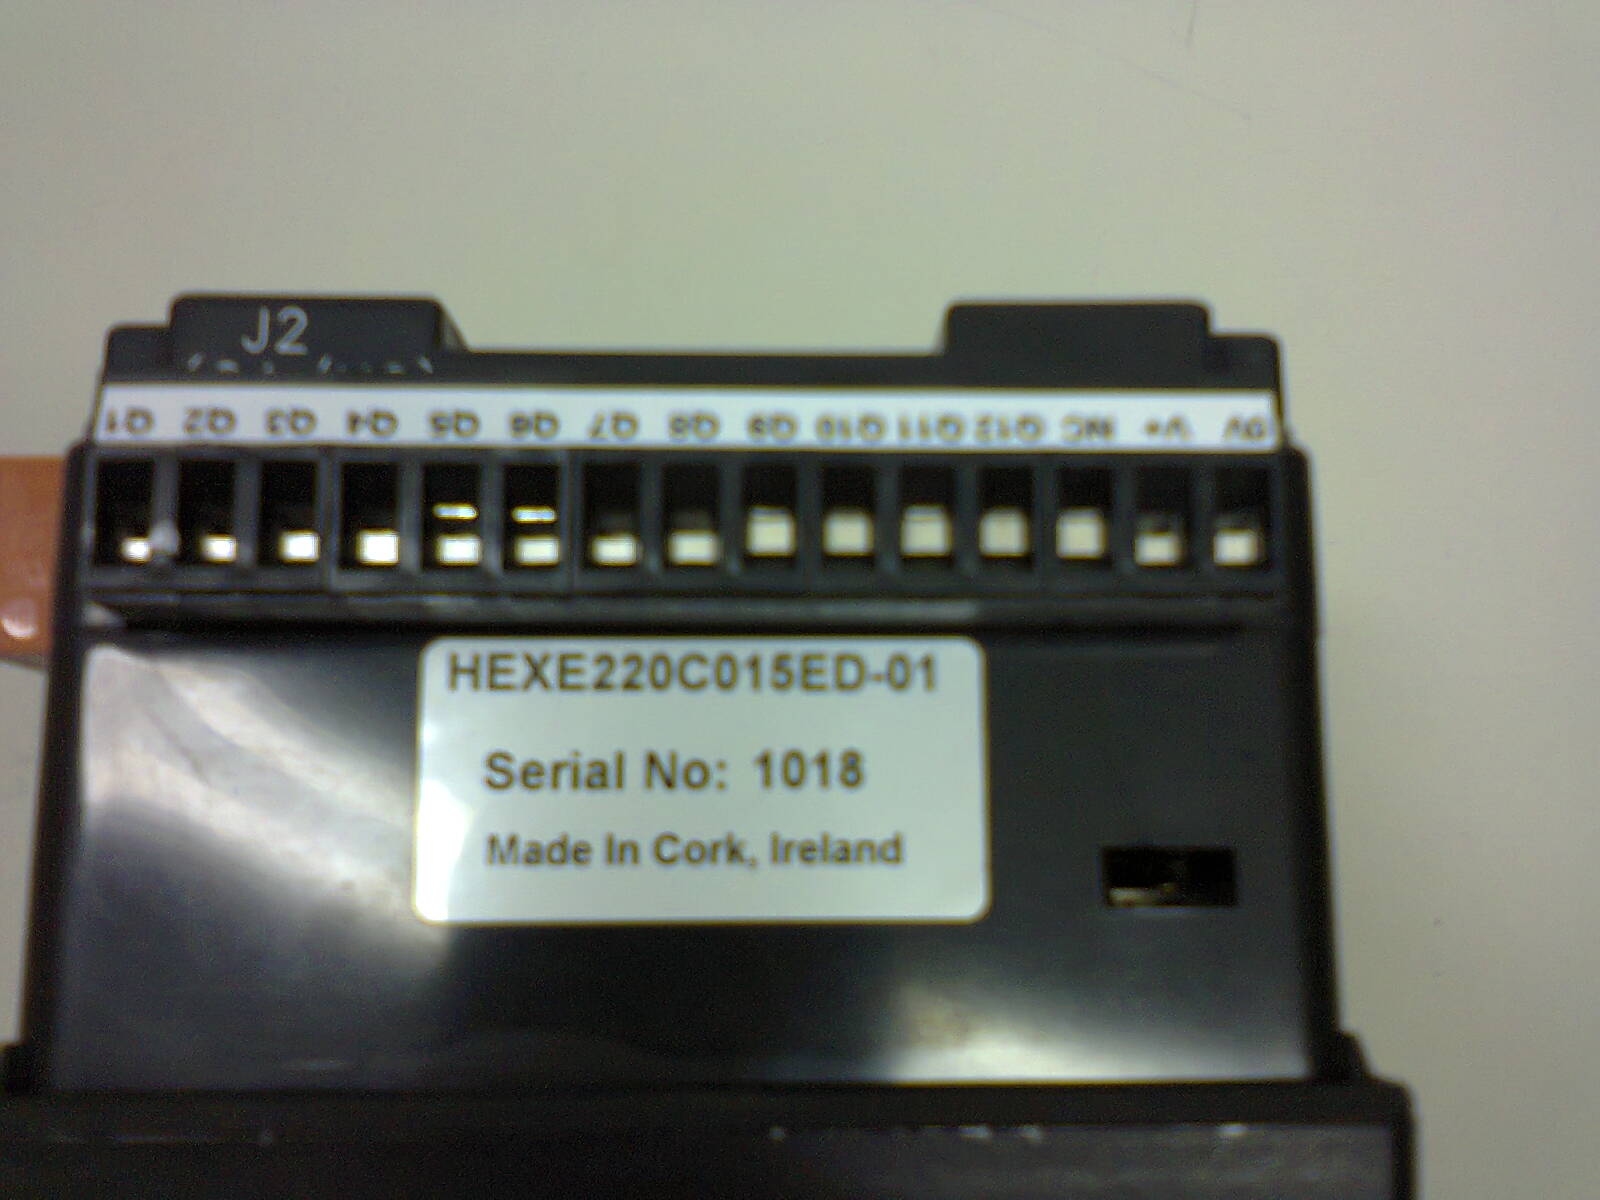 J2
Q1 Q2 Q3 Q4 Q5 Q6 Q7 Q8 Q9 Q10 Q11 Q12 NC V+ 0V
HEXE220C015ED-01
Serial No: 1018
Made In Cork, Ireland